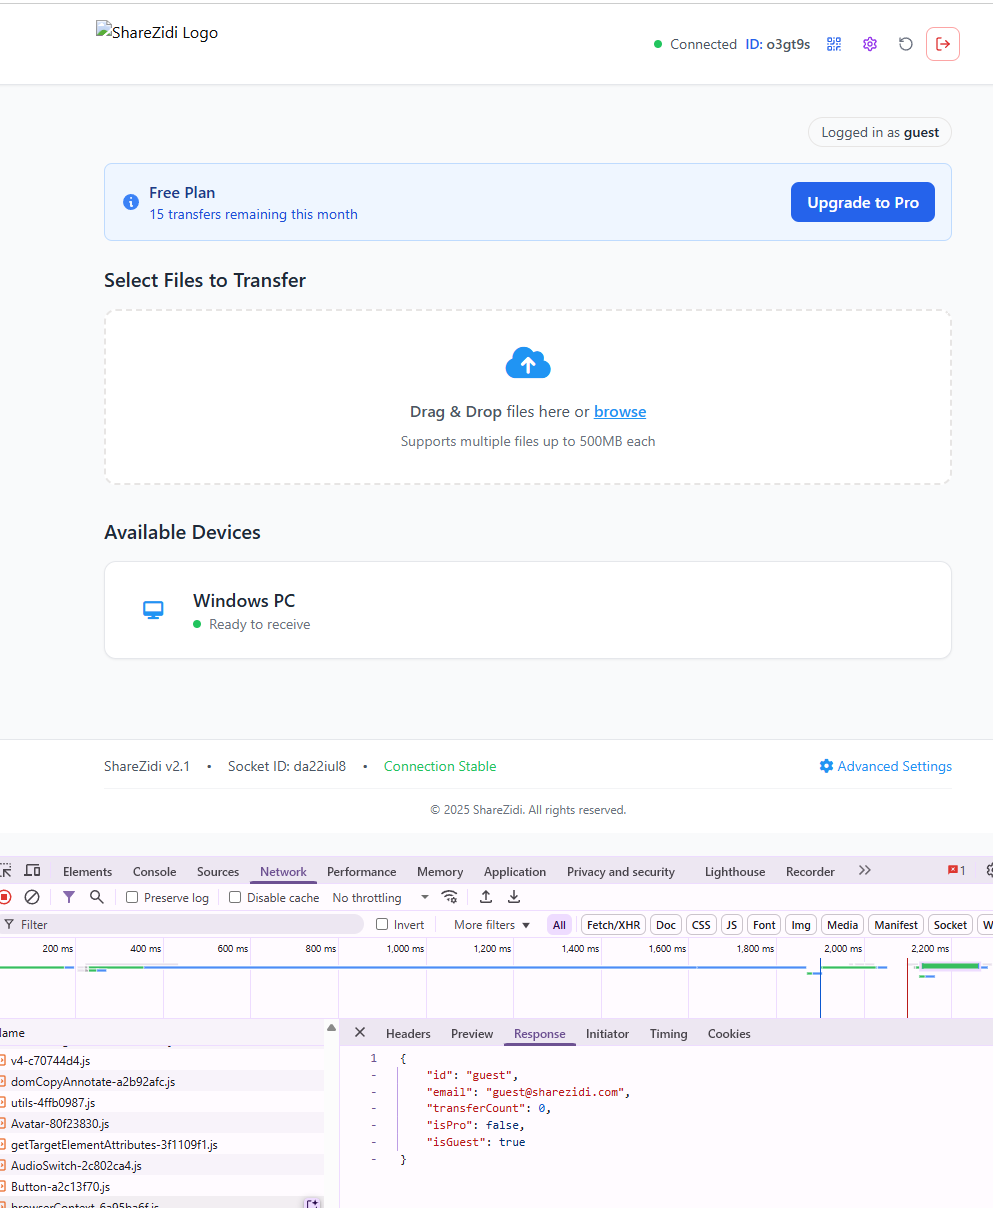 ShareZidi Logo
Connected ID: o3gt9s
Logged in as guest
Free Plan
15 transfers remaining this month
Upgrade to Pro
Select Files to Transfer
Drag & Drop files here or browse
Supports multiple files up to 500MB each
Available Devices
Windows PC
Ready to receive
ShareZidi v2.1 • Socket ID: da22iul8 • Connection Stable
Advanced Settings
© 2025 ShareZidi. All rights reserved.
Elements Console Sources Network Performance Memory Application Privacy and security Lighthouse Recorder 1
Preserve log Disable cache No throttling
Filter Invert More filters All Fetch/XHR Doc CSS JS Font Img Media Manifest Socket W
200 ms 400 ms 600 ms 800 ms 1,000 ms 1,200 ms 1,400 ms 1,600 ms 1,800 ms 2,000 ms 2,200 ms
ame
Headers Preview Response Initiator Timing Cookies
v4-c70744d4.js
domCopyAnnotate-a2b92afc.js
utils-4ffb0987.js
Avatar-80f23830.js
getTargetElementAttributes-3f1109f1.js
AudioSwitch-2c802ca4.js
Button-a2c13f70.js
browserContext-6a95ba6f.js
1 {
- "id": "guest",
- "email": "guest@sharezidi.com",
- "transferCount": 0,
- "isPro": false,
- "isGuest": true
- }